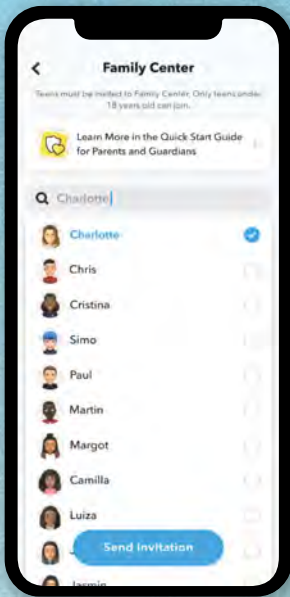 Family Center
Teens must be invited to Family Center. Only teens under
18 years old can join.
Learn More in the Quick Start Guide
for Parents and Guardians
Charlotte
Charlotte
Chris
Cristina
Simo
Paul
Martin
Margot
Camilla
Luiza
Send Invitation
Jasmin